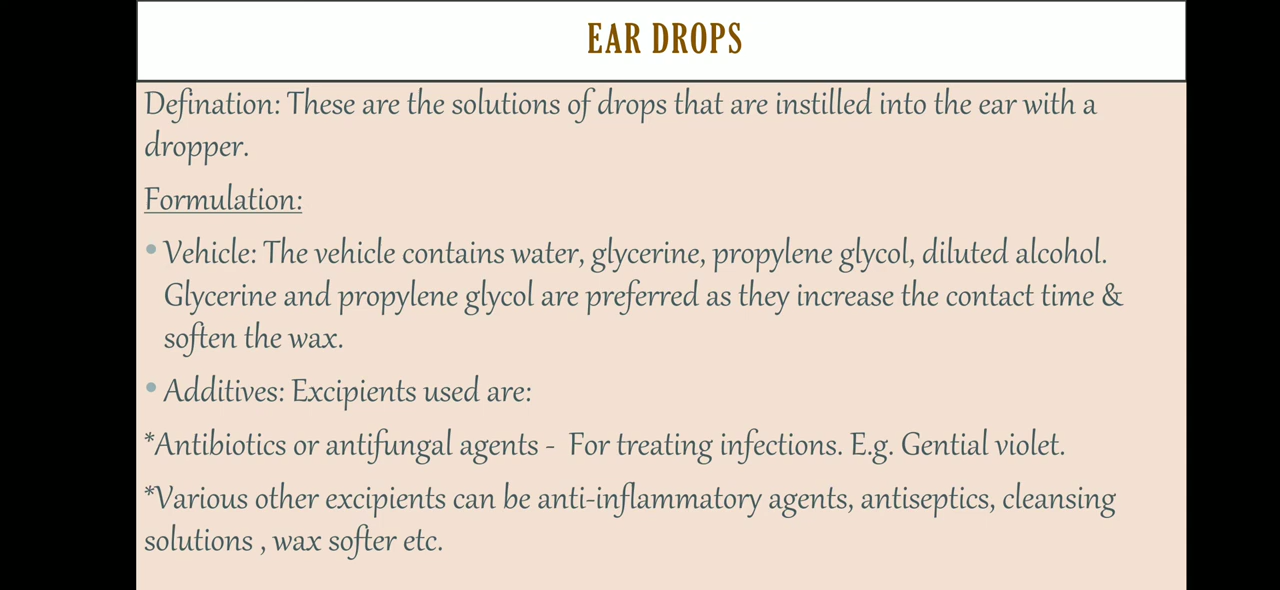 EAR DROPS
Defination: These are the solutions of drops that are instilled into the ear with a
dropper.
Formulation:
• Vehicle: The vehicle contains water, glycerine, propylene glycol, diluted alcohol.
Glycerine and propylene glycol are preferred as they increase the contact time &
soften the wax.
• Additives: Excipients used are:
*Antibiotics or antifungal agents - For treating infections. E.g. Gential violet.
*Various other excipients can be anti-inflammatory agents, antiseptics, cleansing
solutions , wax softer etc.